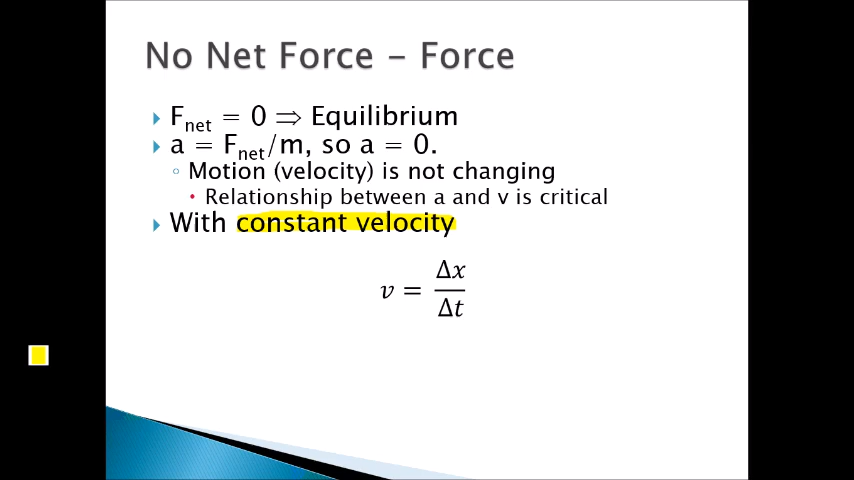 No Net Force – Force
F_net = 0 ⇒ Equilibrium
a = F_net/m, so a = 0.
Motion (velocity) is not changing
Relationship between a and v is critical
With constant velocity
v = Δx/Δt